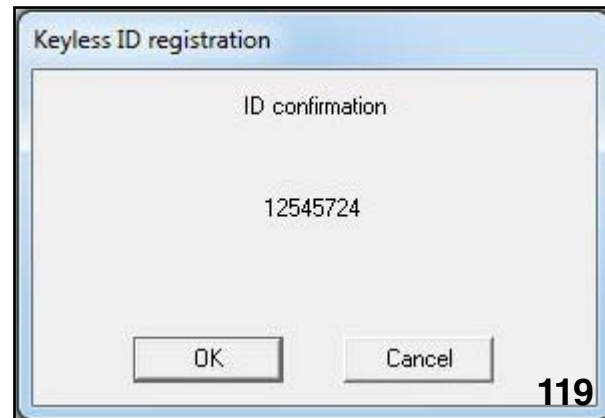 Keyless ID registration
ID confirmation
12545724
OK Cancel
119